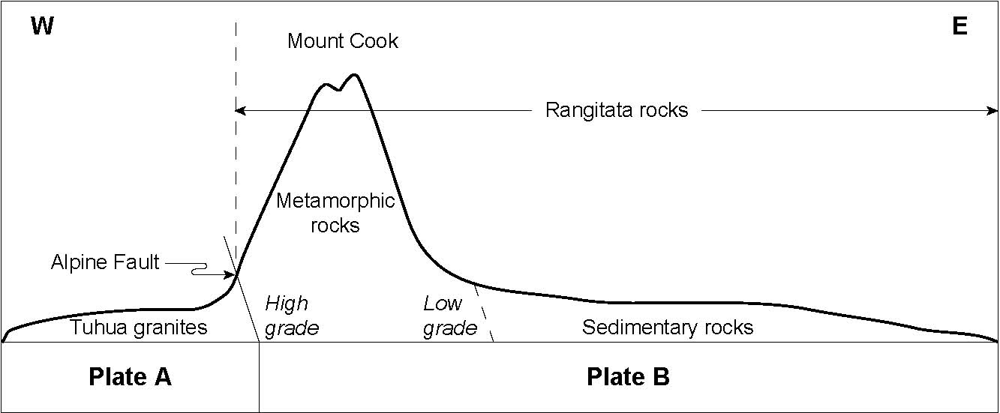 W
E
Mount Cook
Rangitata rocks
Metamorphic
rocks
Alpine Fault
High
grade
Low
grade
Tuhua granites
Sedimentary rocks
Plate A
Plate B